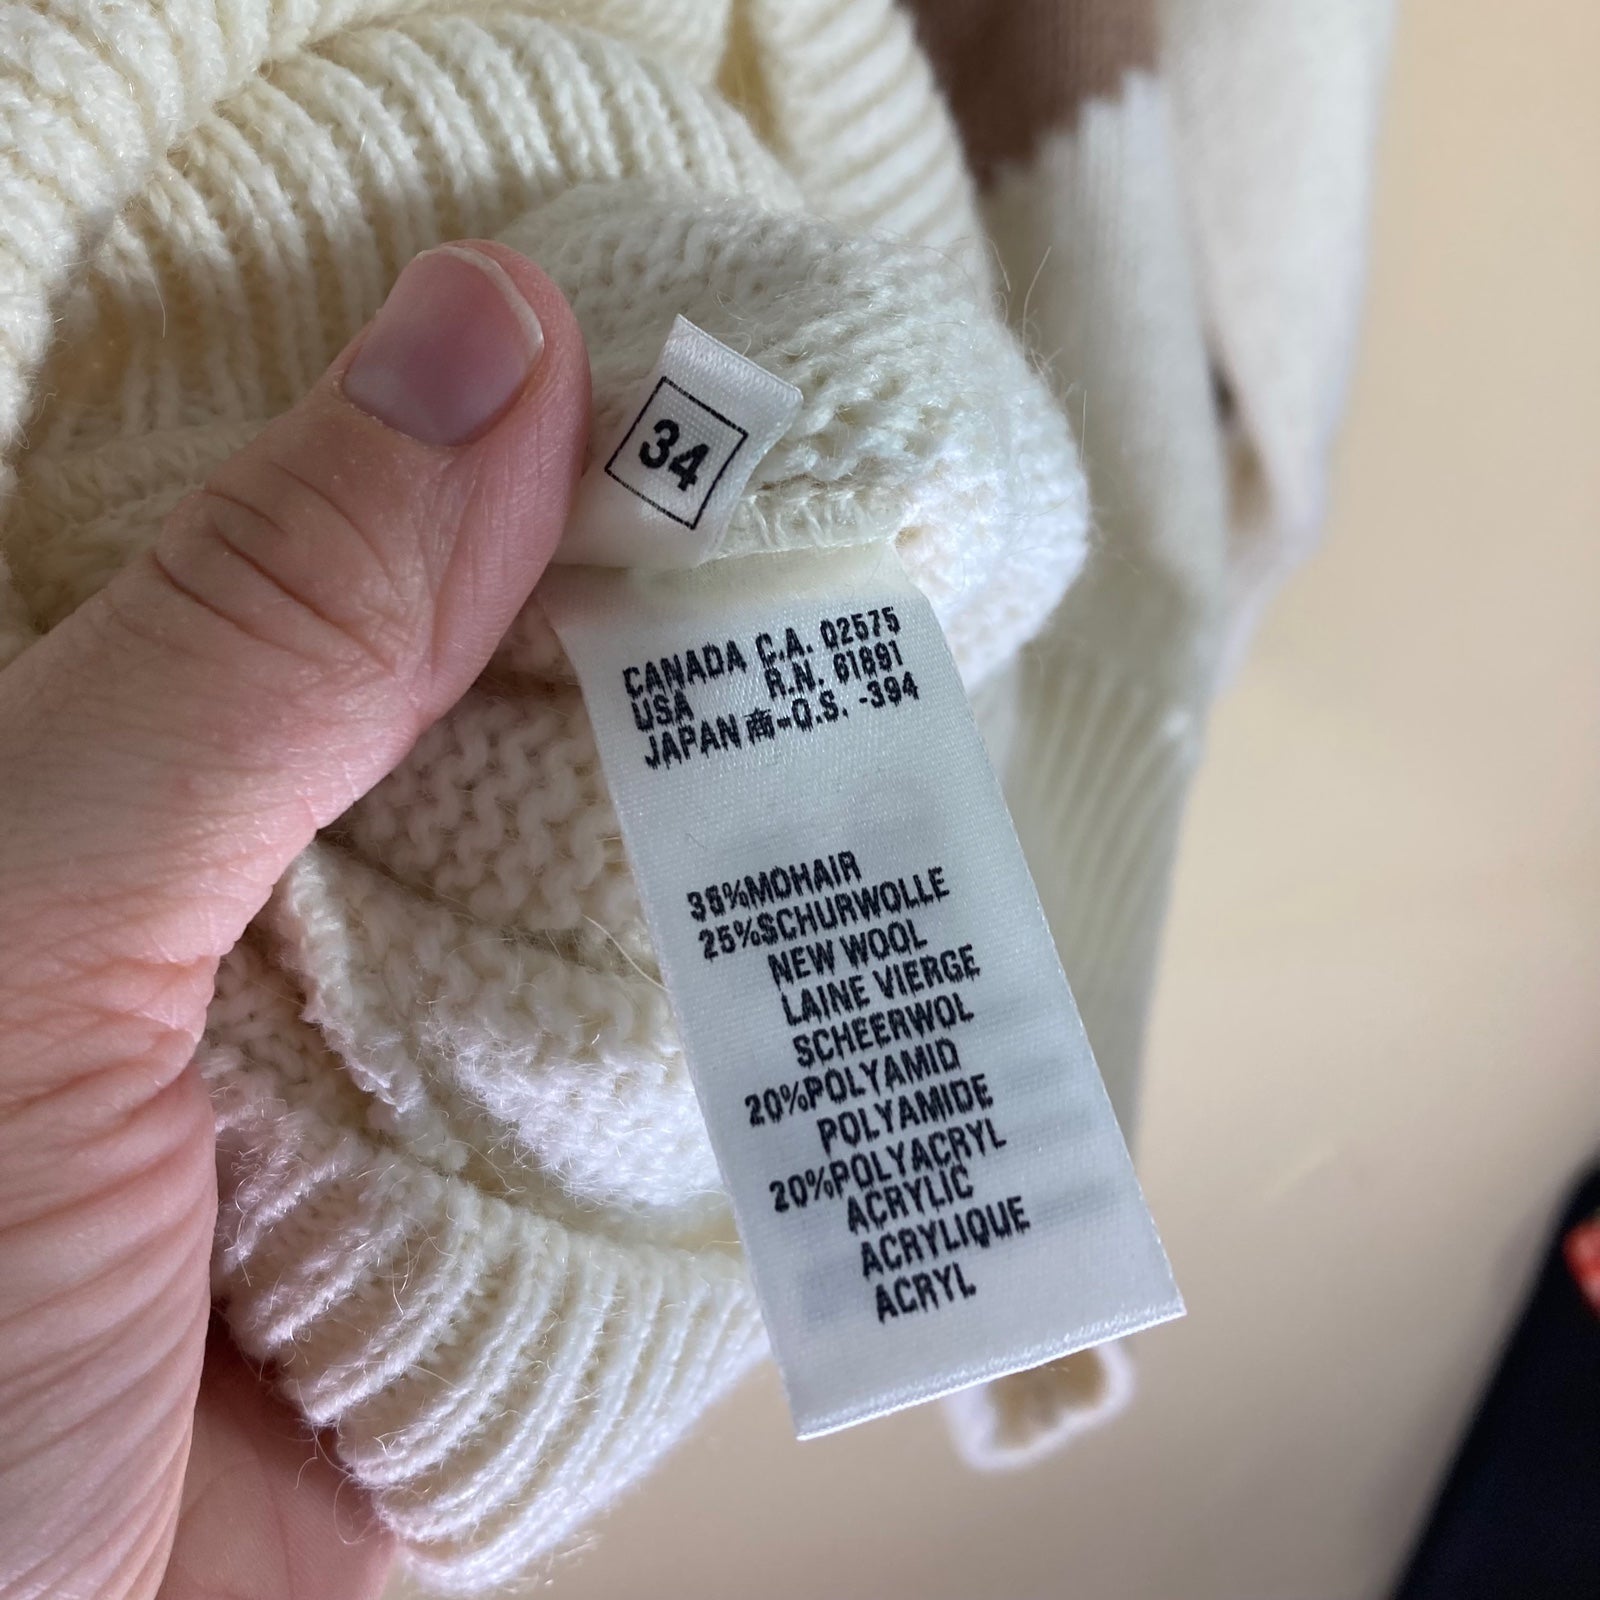 34
CANADA C.A. 02575
USA R.N. 61891
JAPAN 商-O.S. -394
35%MOHAIR
25%SCHURWOLLE
NEW WOOL
LAINE VIERGE
SCHEERWOL
20%POLYAMID
POLYAMIDE
20%POLYACRYL
ACRYLIC
ACRYLIQUE
ACRYL